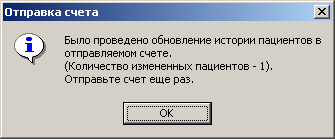 Отправка счета
Было проведено обновление истории пациентов в
отправляемом счете.
(Количество измененных пациентов - 1).
Отправьте счет еще раз.
OK